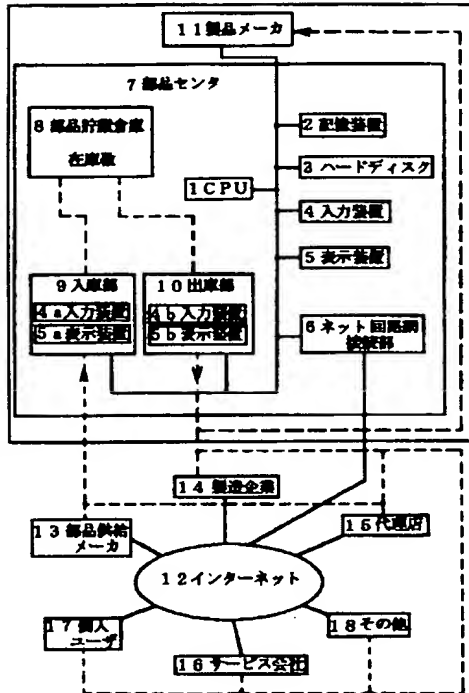 11製品メーカ
7部品センタ
8部品貯蔵倉庫
在庫数
2記憶装置
3ハードディスク
1CPU
4入力装置
5表示装置
9入庫部
4a入力装置
5a表示装置
10出庫部
4b入力装置
5b表示装置
6ネット回路網
接続部
14製造企業
13部品供給
メーカ
15代理店
12インターネット
17個人
ユーザ
18その他
16サービス会社